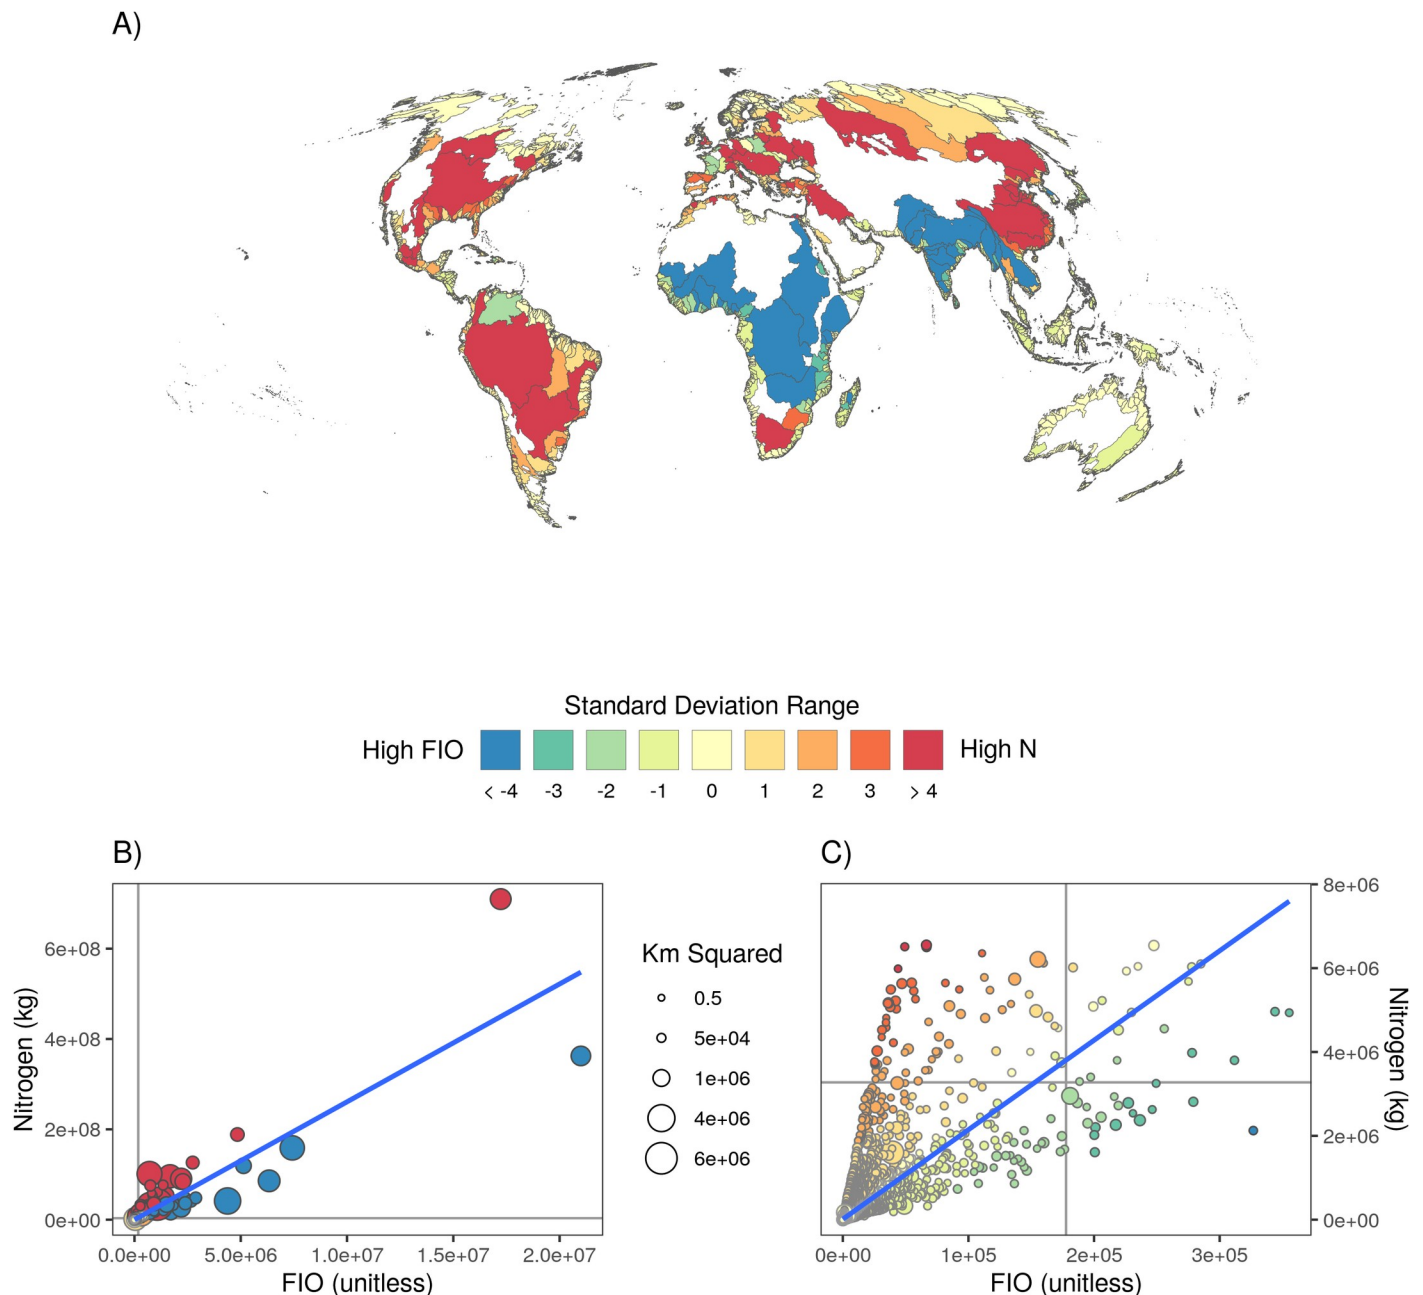 A)
Standard Deviation Range
High FIO
High N
< -4 -3 -2 -1 0 1 2 3 > 4
B)
C)
Nitrogen (kg)
6e+08
4e+08
2e+08
0e+00
0.0e+00 5.0e+06 1.0e+07 1.5e+07 2.0e+07
FIO (unitless)
Km Squared
0.5
5e+04
1e+06
4e+06
6e+06
8e+06
6e+06
4e+06
2e+06
0e+00
Nitrogen (kg)
0e+00 1e+05 2e+05 3e+05
FIO (unitless)